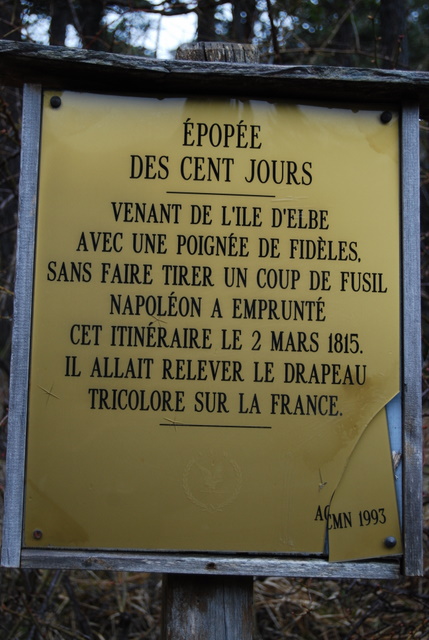 ÉPOPÉE
DES CENT JOURS
VENANT DE L'ILE D'ELBE
AVEC UNE POIGNÉE DE FIDÈLES,
SANS FAIRE TIRER UN COUP DE FUSIL
NAPOLÉON A EMPRUNTÉ
CET ITINÉRAIRE LE 2 MARS 1815.
IL ALLAIT RELEVER LE DRAPEAU
TRICOLORE SUR LA FRANCE.
ACMN 1993